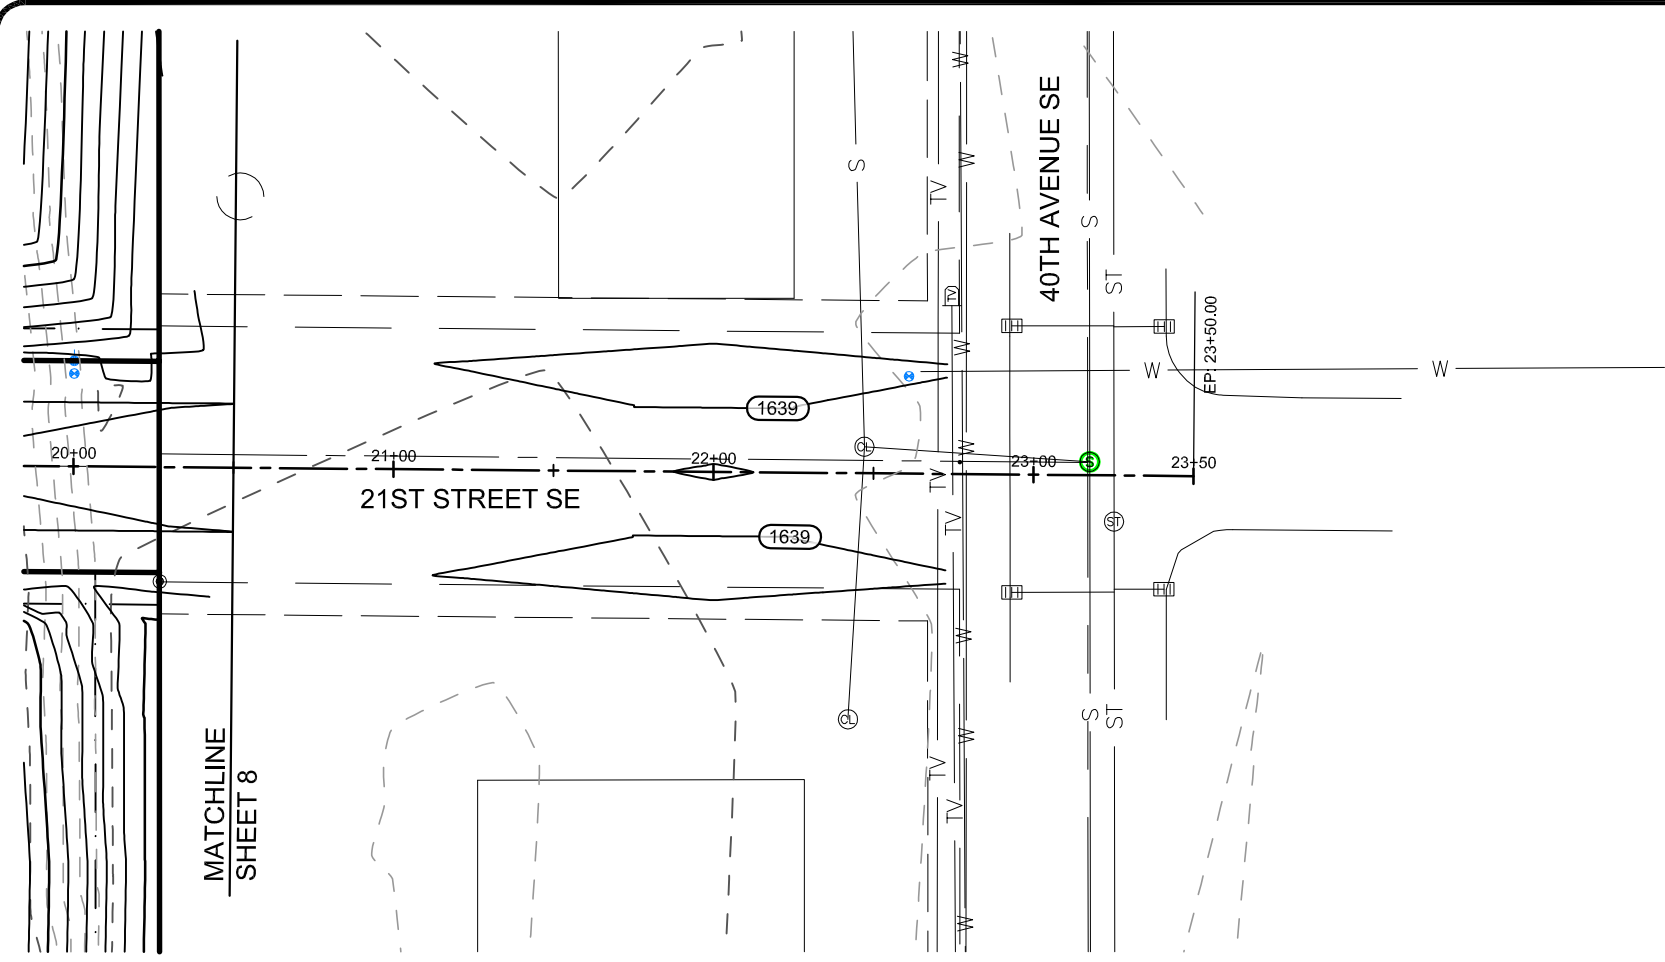 W
S
W
TV
40TH AVENUE SE
S
ST
TV
EP: 23+50.00
W
W
W
1639
CL
W
20+00
21+00
22+00
23+00
S
23+50
21ST STREET SE
TV
TV
ST
1639
W
CL
S
ST
W
TV
TV
W
MATCHLINE
SHEET 8